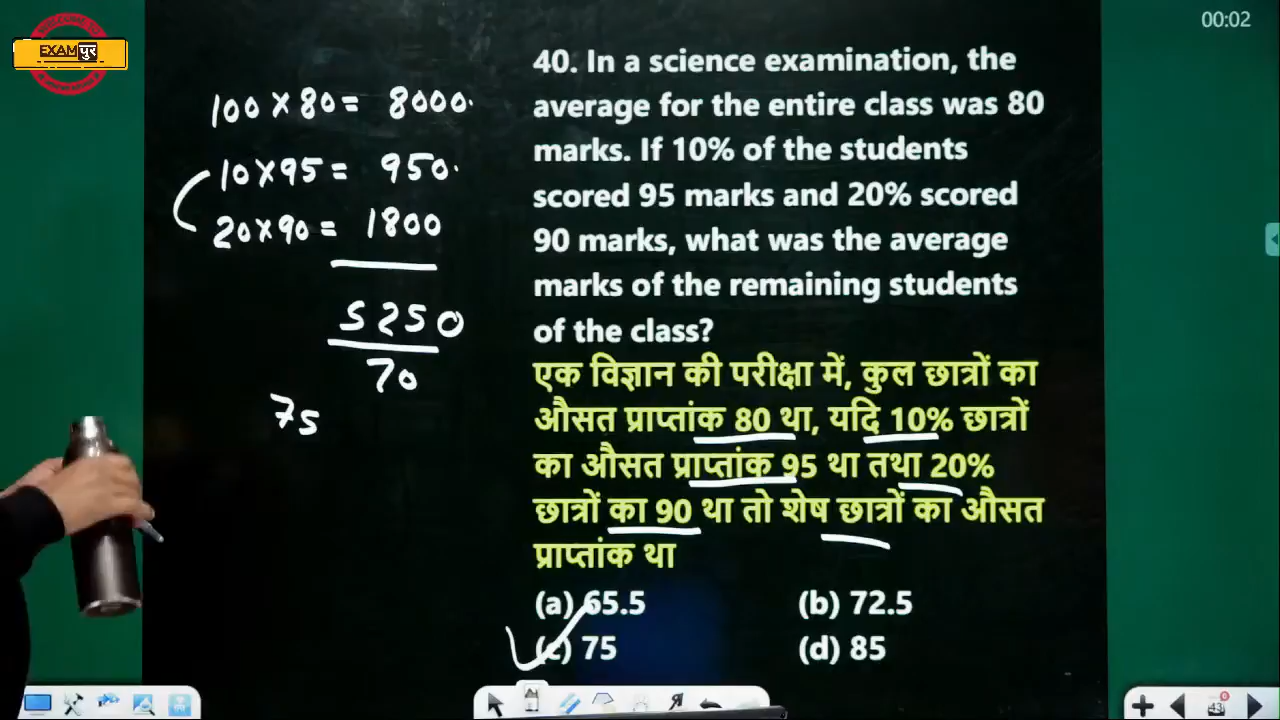 WELCOME TO
EXAMपुर
00:02
100 × 80 = 8000.
10 × 95 = 950.
20 × 90 = 1800
5250
70
75
40. In a science examination, the
average for the entire class was 80
marks. If 10% of the students
scored 95 marks and 20% scored
90 marks, what was the average
marks of the remaining students
of the class?
एक विज्ञान की परीक्षा में, कुल छात्रों का
औसत प्राप्तांक 80 था, यदि 10% छात्रों
का औसत प्राप्तांक 95 था तथा 20%
छात्रों का 90 था तो शेष छात्रों का औसत
प्राप्तांक था
(a) 65.5 (b) 72.5
(c) 75 (d) 85
43